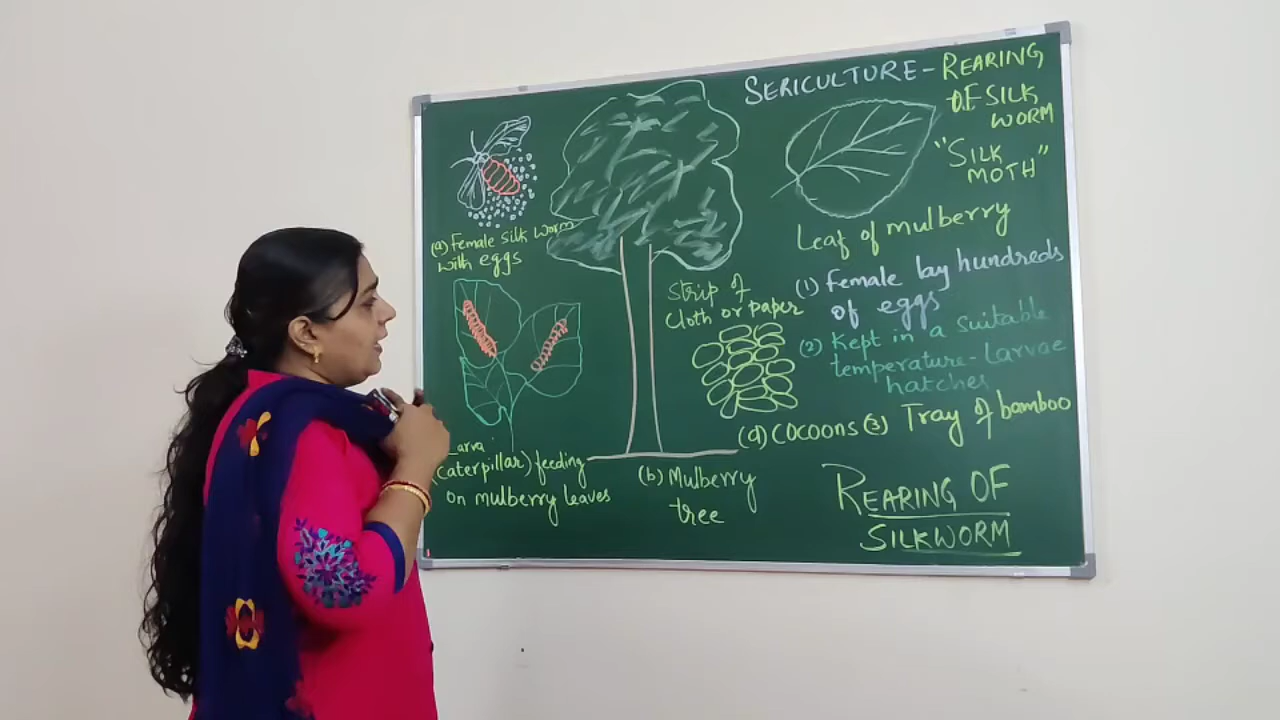 SERICULTURE - REARING
OF SILK
WORM
"SILK
MOTH"
(a) Female silk worm
with eggs
Leaf of mulberry
Strip of
cloth or paper
(1) Female lay hundreds
of eggs
(2) Kept in a suitable
temperature - Larvae
hatches
(d) Cocoons (3) Tray of bamboo
Larva
(caterpillar) feeding
on mulberry leaves
(b) Mulberry
tree
REARING OF
SILKWORM